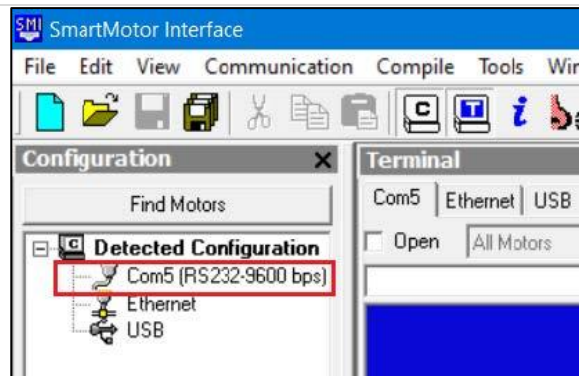 SMI SmartMotor Interface
File Edit View Communication Compile Tools
Configuration X
Find Motors
C Detected Configuration
Com5 (RS232-9600 bps)
Ethernet
USB
C T i
Terminal
Com5 Ethernet USB
Open All Motors